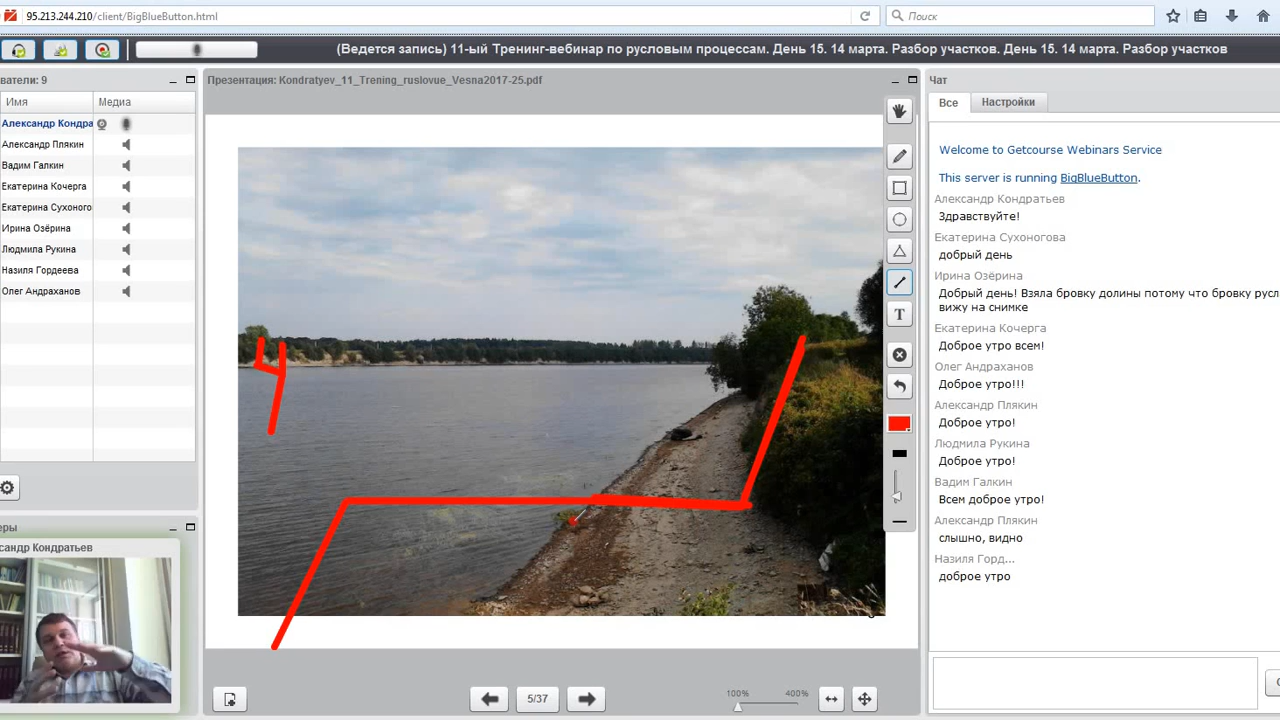 95.213.244.210/client/BigBlueButton.html
Поиск
(Ведется запись) 11-ый Тренинг-вебинар по русловым процессам. День 15. 14 марта. Разбор участков. День 15. 14 марта. Разбор участков
ватели: 9
Имя
Медиа
Александр Кондра
Александр Плякин
Вадим Галкин
Екатерина Кочерга
Екатерина Сухоного
Ирина Озёрина
Людмила Рукина
Назиля Гордеева
Олег Андраханов
еры
сандр Кондратьев
Презентация: Kondratyev_11_Trening_ruslovue_Vesna2017-25.pdf
T
5/37
100%
400%
Чат
Все
Настройки
Welcome to Getcourse Webinars Service
This server is running BigBlueButton.
Александр Кондратьев
Здравствуйте!
Екатерина Сухоногова
добрый день
Ирина Озёрина
Добрый день! Взяла бровку долины потому что бровку русл
вижу на снимке
Екатерина Кочерга
Доброе утро всем!
Олег Андраханов
Доброе утро!!!
Александр Плякин
Доброе утро!
Людмила Рукина
Доброе утро!
Вадим Галкин
Всем доброе утро!
Александр Плякин
слышно, видно
Назиля Горд...
доброе утро